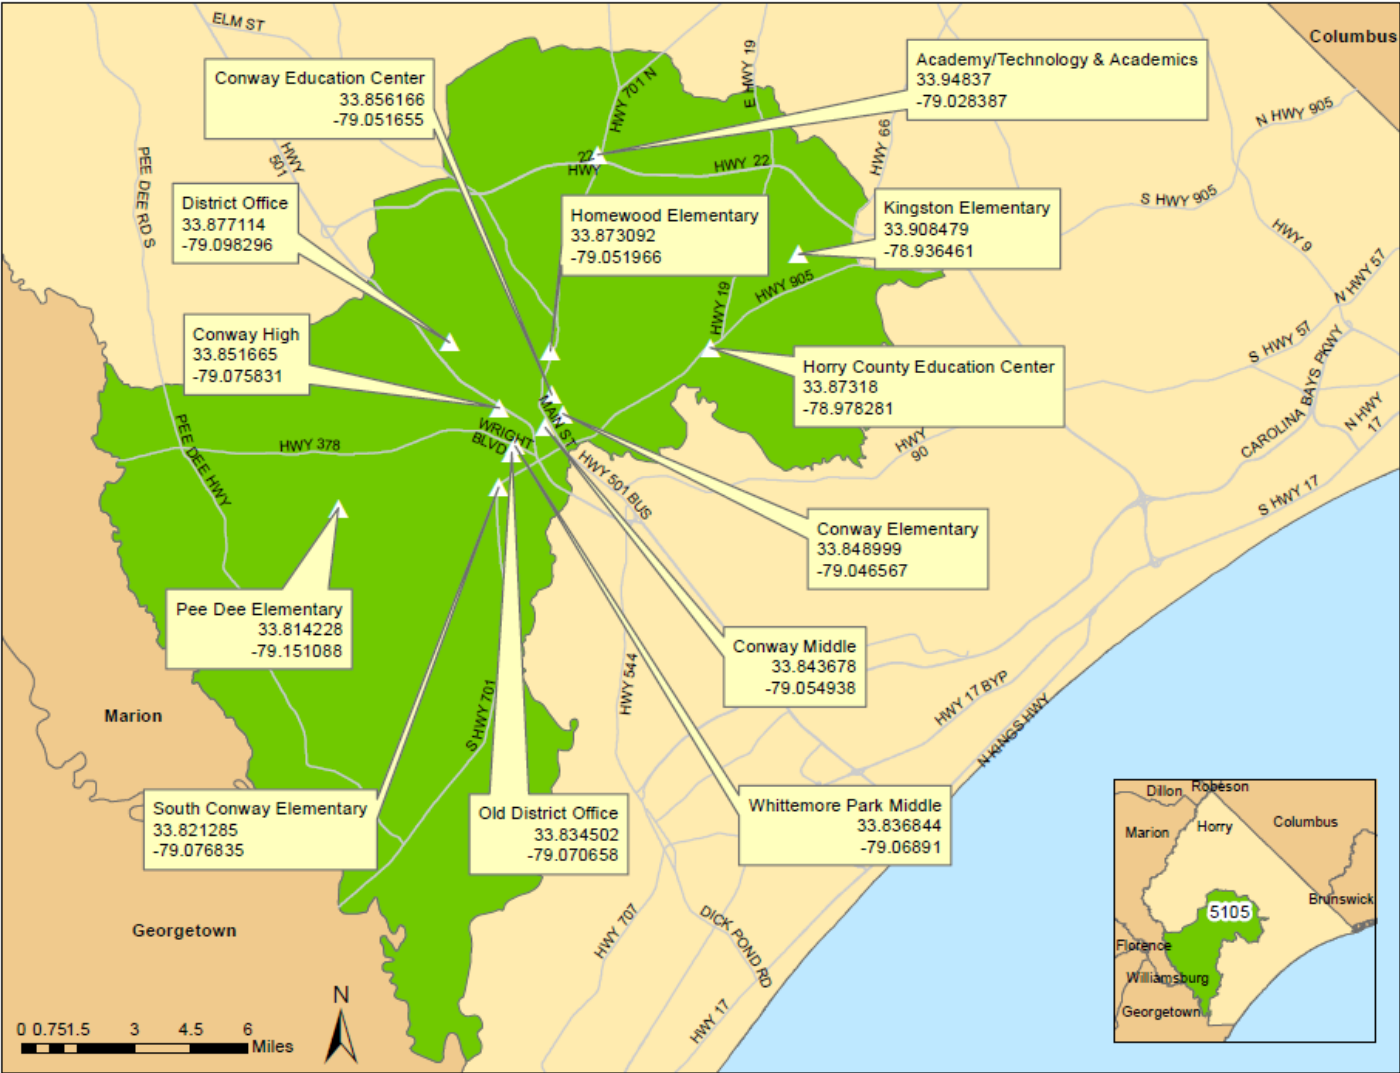 ELM ST
Columbus
Conway Education Center
33.856166
-79.051655
HWY 701 N
E HWY 19
Academy/Technology & Academics
33.94837
-79.028387
N HWY 905
HWY 66
HWY
501
PEE DEE RD S
22
HWY
HWY 22
S HWY 905
District Office
33.877114
-79.098296
Homewood Elementary
33.873092
-79.051966
Kingston Elementary
33.908479
-78.936461
HWY 9
N HWY 57
HWY 19
HWY 905
S HWY 57
CAROLINA BAYS PKWY
Conway High
33.851665
-79.075831
Horry County Education Center
33.87318
-78.978281
N HWY
17
PEE DEE HWY
HWY 378
WRIGHT
BLVD
MAIN ST
HWY 501 BUS
HWY
90
S HWY 17
Conway Elementary
33.848999
-79.046567
Pee Dee Elementary
33.814228
-79.151088
Conway Middle
33.843678
-79.054938
HWY 544
S HWY 701
HWY 17 BYP
N KINGS HWY
Marion
South Conway Elementary
33.821285
-79.076835
Old District Office
33.834502
-79.070658
Whittemore Park Middle
33.836844
-79.06891
Georgetown
HWY 707
DICK POND RD
HWY 17
N
0 0.75 1.5 3 4.5 6
Miles
Dillon
Robeson
Marion
Horry
Columbus
5105
Brunswick
Florence
Williamsburg
Georgetown